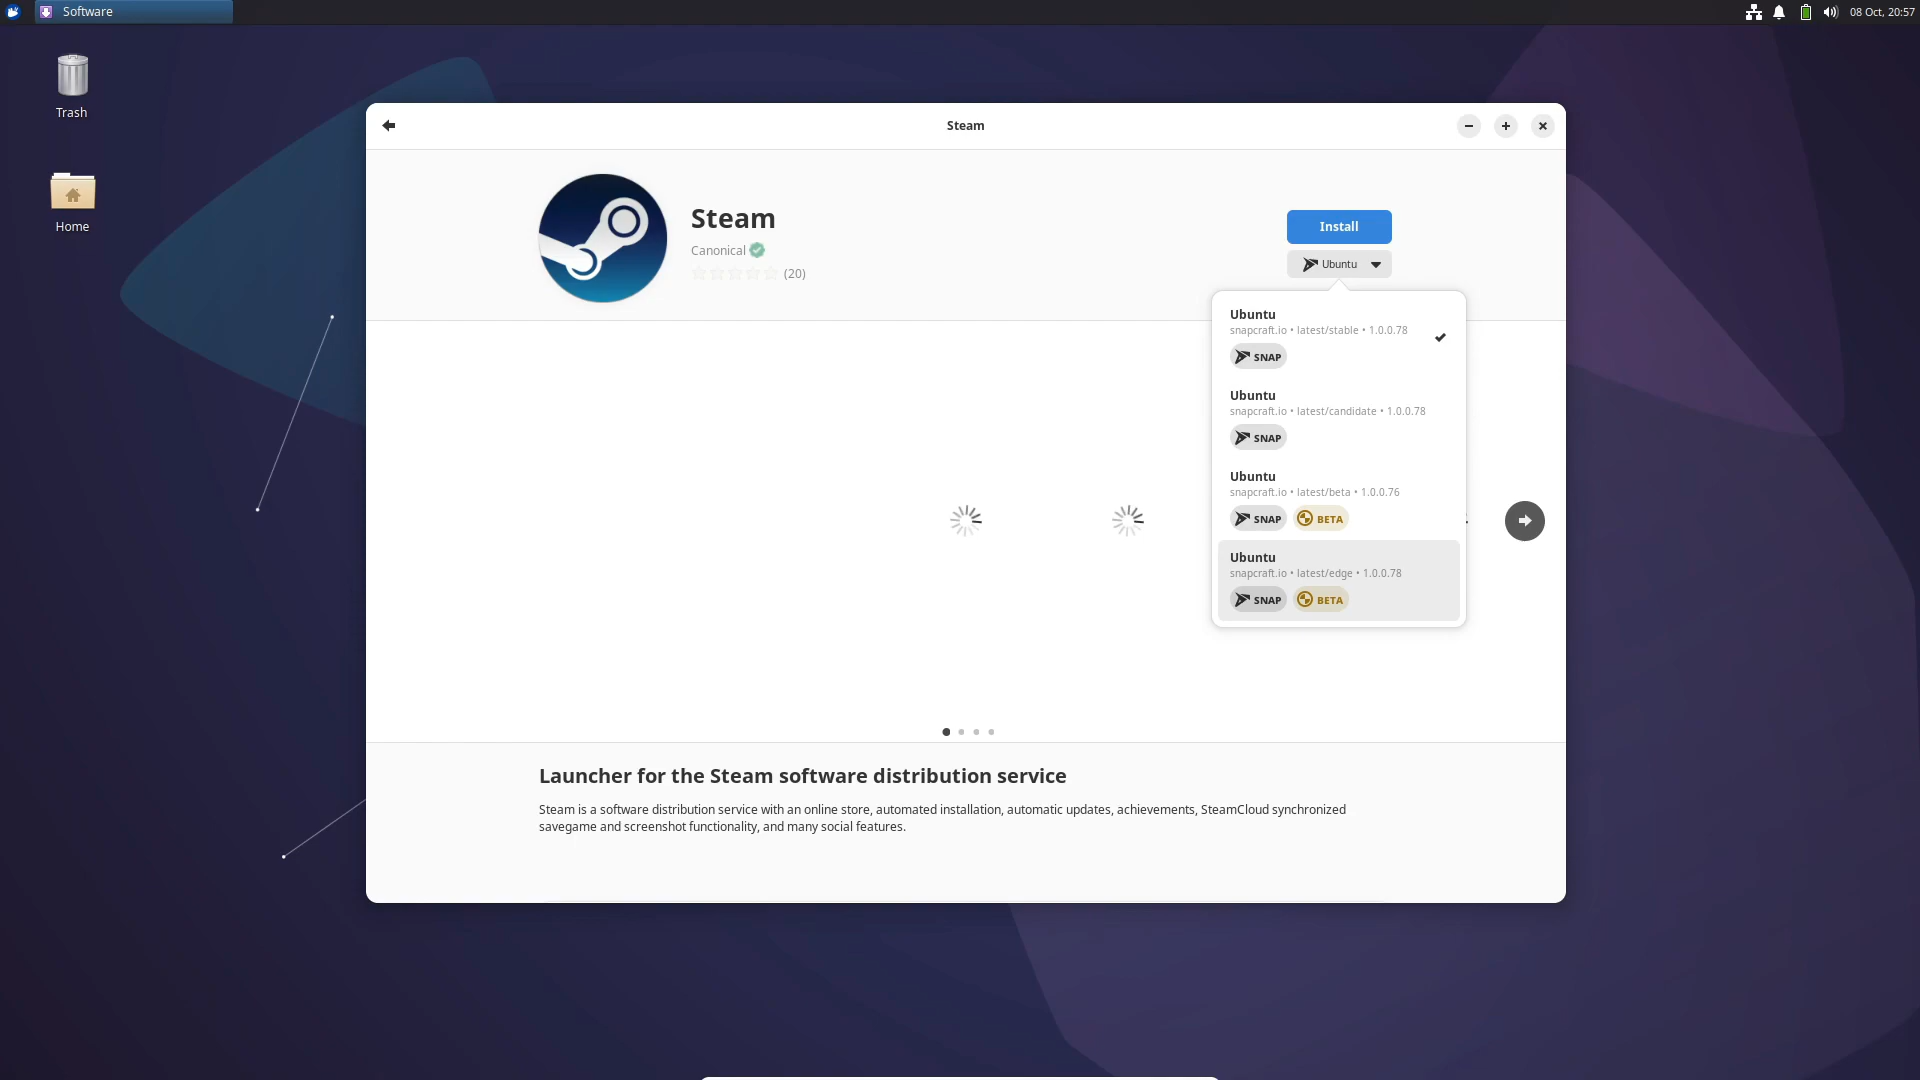 Software
08 Oct, 20:57
Trash
Home
Steam
Steam
Canonical
(20)
Install
Ubuntu
Ubuntu
snapcraft.io • latest/stable • 1.0.0.78
SNAP
Ubuntu
snapcraft.io • latest/candidate • 1.0.0.78
SNAP
Ubuntu
snapcraft.io • latest/beta • 1.0.0.76
SNAP BETA
Ubuntu
snapcraft.io • latest/edge • 1.0.0.78
SNAP BETA
Launcher for the Steam software distribution service
Steam is a software distribution service with an online store, automated installation, automatic updates, achievements, SteamCloud synchronized
savegame and screenshot functionality, and many social features.